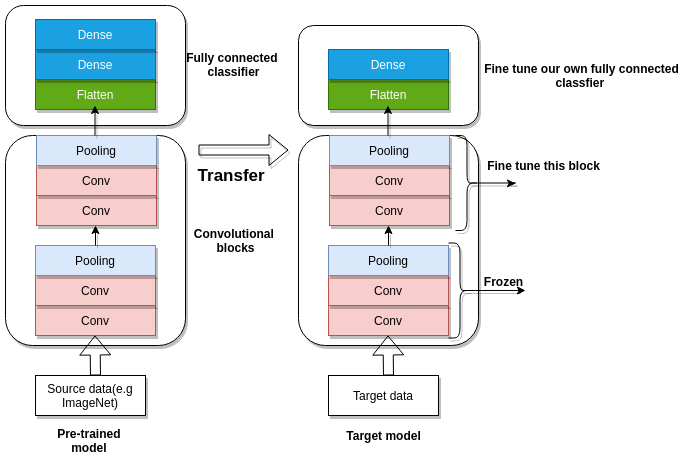 Dense
Dense
Flatten
Fully connected
classifier
Pooling
Conv
Conv
Pooling
Conv
Conv
Source data(e.g
ImageNet)
Pre-trained
model
Transfer
Convolutional
blocks
Dense
Flatten
Fine tune our own fully connected
classfier
Pooling
Conv
Conv
Fine tune this block
Pooling
Conv
Conv
Frozen
Target data
Target model